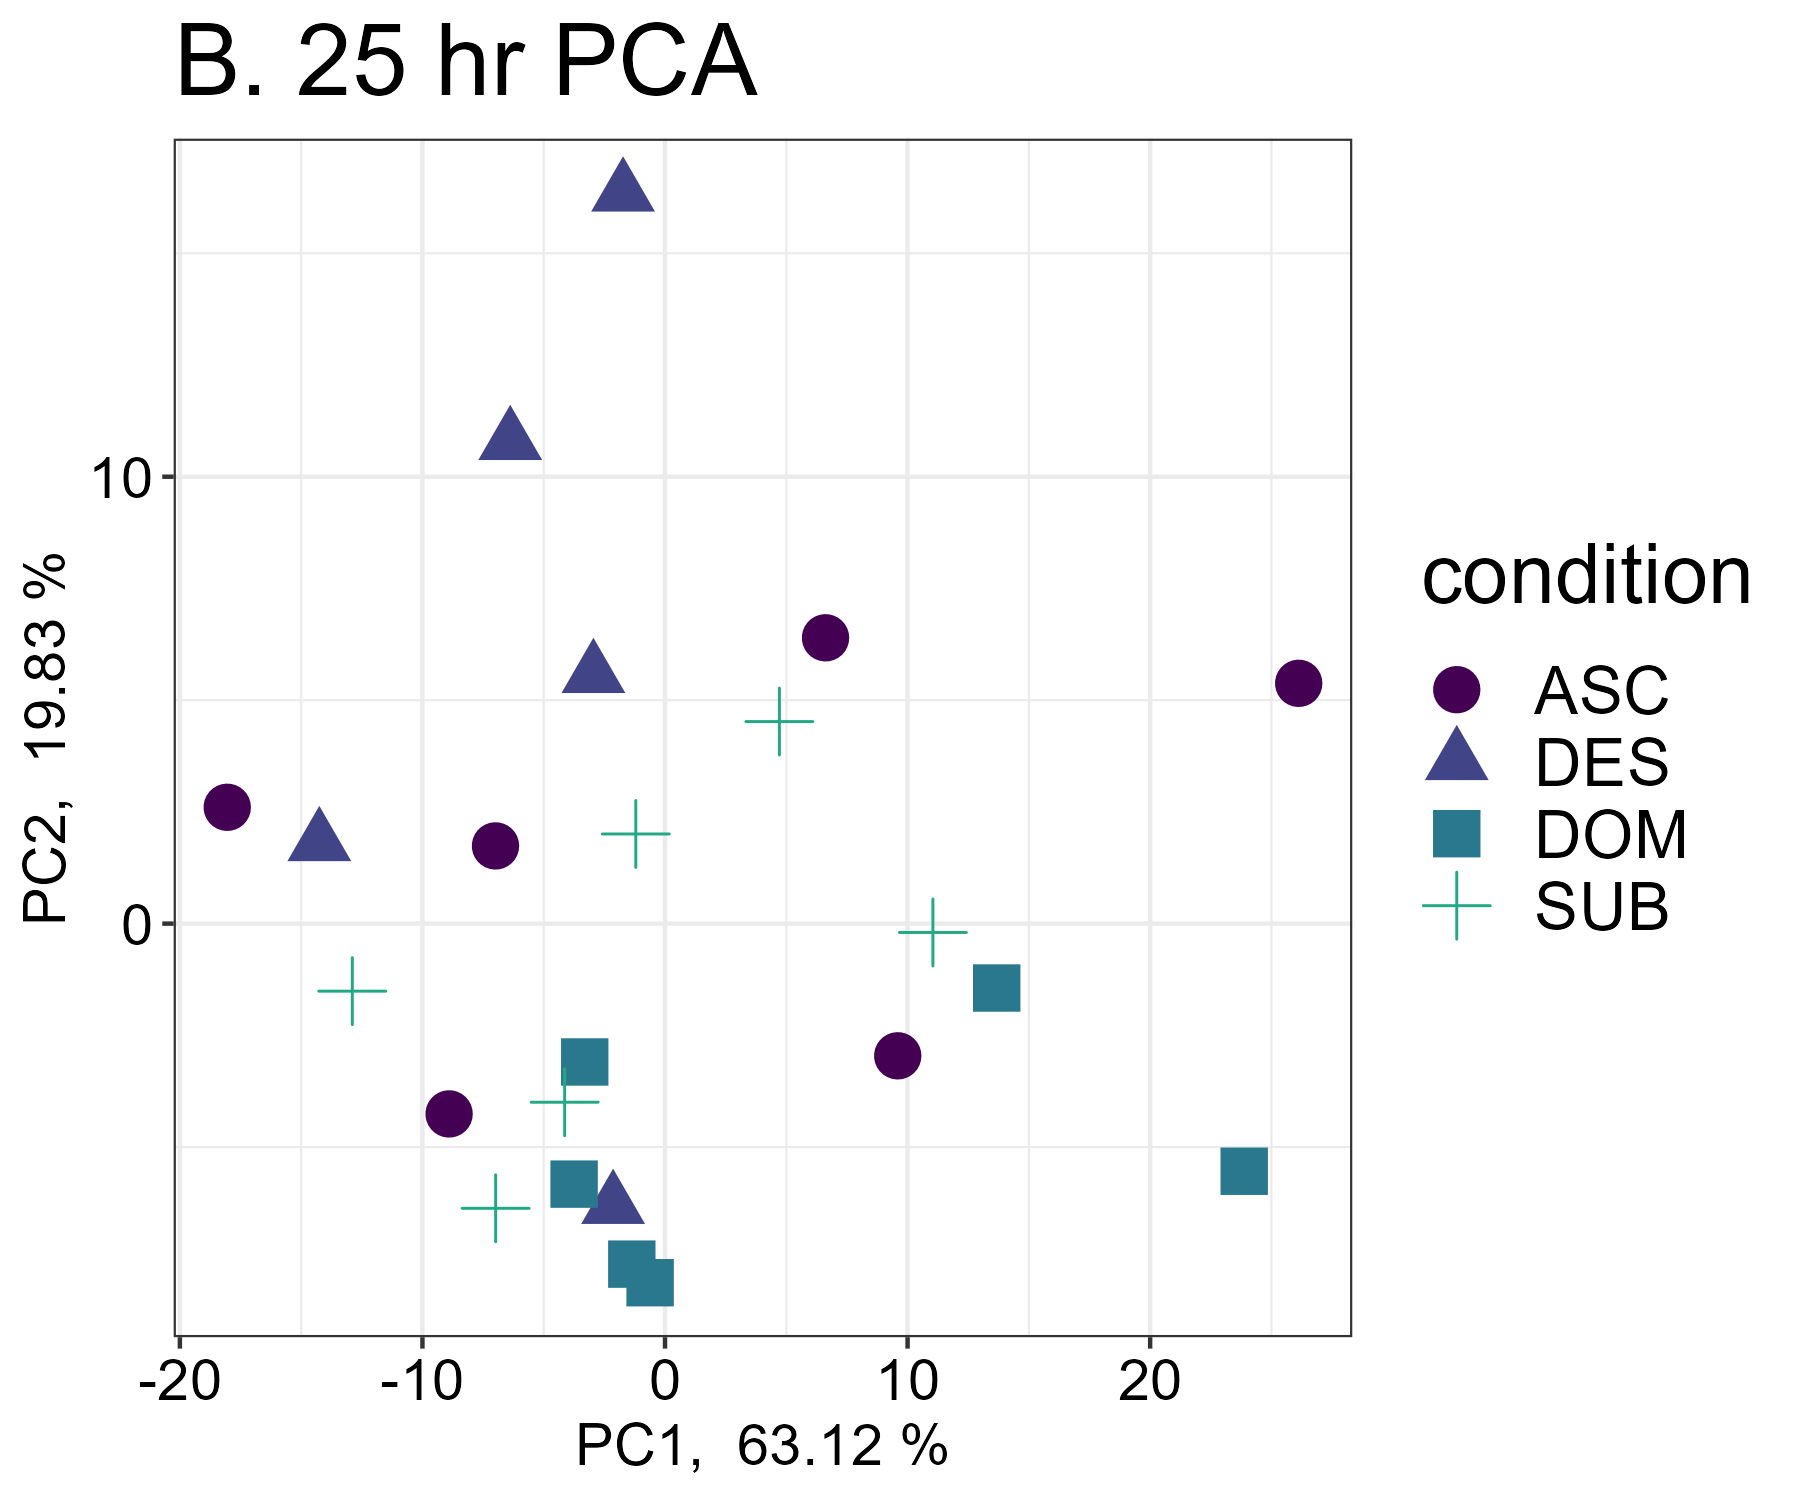 B. 25 hr PCA
10
0
PC2, 19.83 %
-20
-10
0
10
20
PC1, 63.12 %
condition
ASC
DES
DOM
SUB